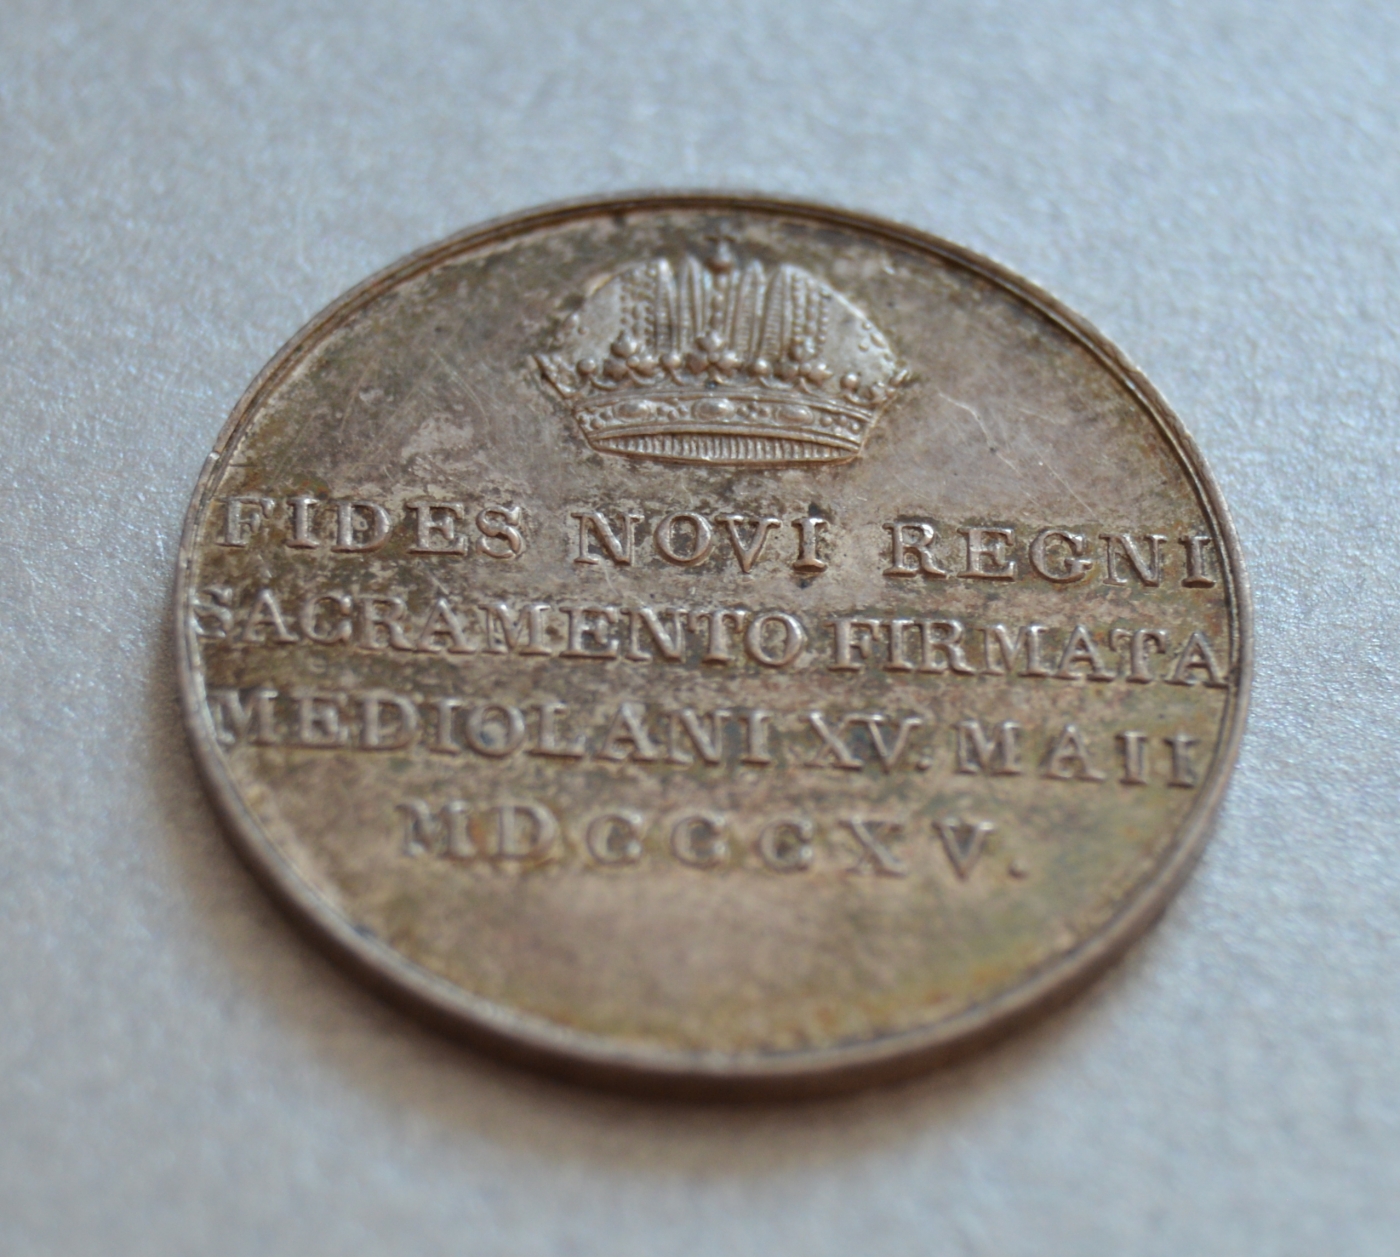 FIDES NOVI REGNI
SACRAMENTO FIRMATA
MEDIOLANI XV. MAII
MDCCCXV.